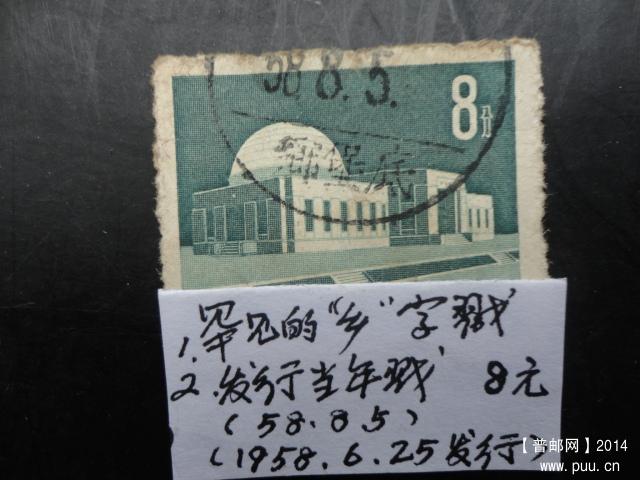 58.8.5.
8分
1.罕见的"乡"字戳
2.发行当年戳 8元
(58.8.5)
(1958.6.25发行)
【普邮网】2014
www.puu.cn